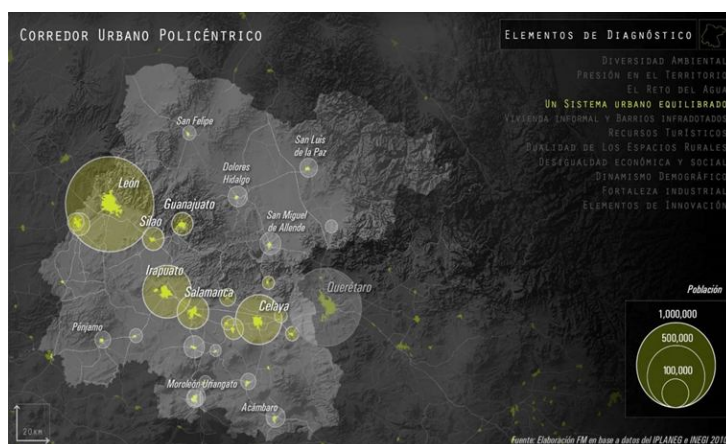 Corredor Urbano Policéntrico
Elementos de Diagnóstico
Diversidad Ambiental
Presión en el Territorio
El Reto del Agua
Un Sistema urbano equilibrado
Vivienda informal y Barrios infradotados
Recursos Turísticos
Dualidad de los Espacios Rurales
Desigualdad económica y social
Dinamismo Demográfico
Fortaleza industrial
Elementos de Innovación
San Felipe
San Luis
de la Paz
Dolores
Hidalgo
León
Guanajuato
Silao
San Miguel
de Allende
Irapuato
Salamanca
Celaya
Querétaro
Pénjamo
Moroleón Uriangato
Acámbaro
Población
1,000,000
500,000
100,000
20 km
Fuente: Elaboración FM en base a datos del IPLANEG e INEGI